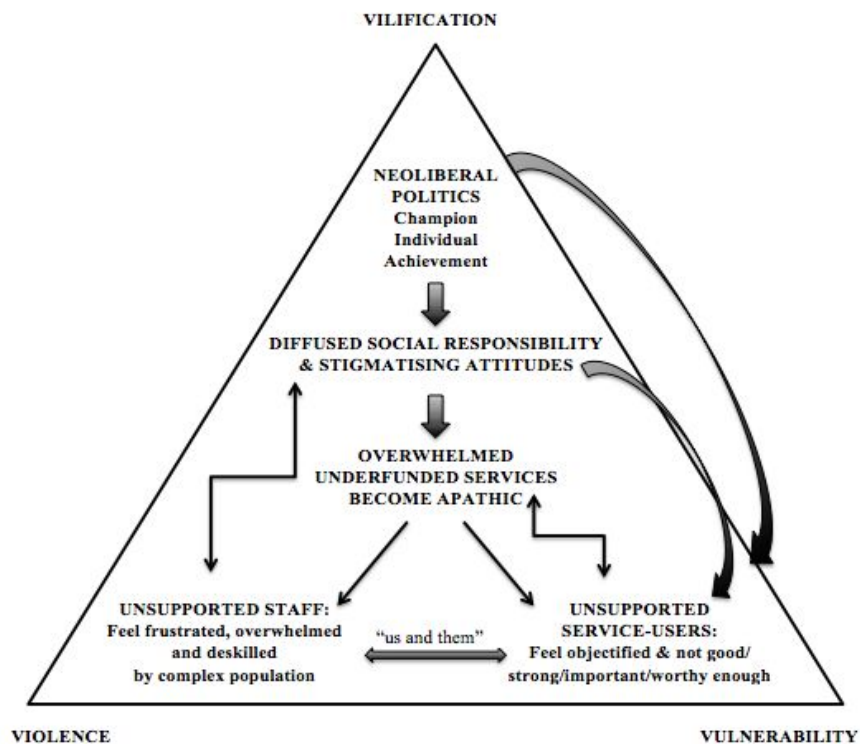 VILIFICATION
NEOLIBERAL
POLITICS
Champion
Individual
Achievement
DIFFUSED SOCIAL RESPONSIBILITY
& STIGMATISING ATTITUDES
OVERWHELMED
UNDERFUNDED SERVICES
BECOME APATHIC
UNSUPPORTED STAFF:
Feel frustrated, overwhelmed
and deskilled
by complex population
"us and them"
UNSUPPORTED
SERVICE-USERS:
Feel objectified & not good/
strong/important/worthy enough
VIOLENCE
VULNERABILITY